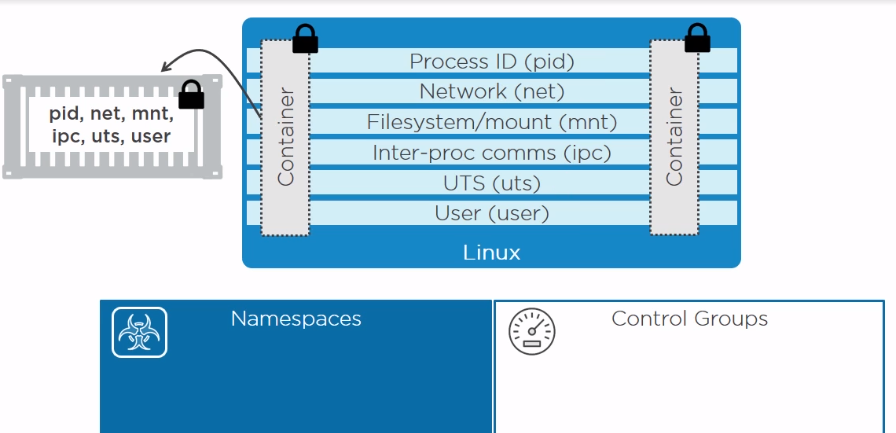 pid, net, mnt,
ipc, uts, user
Container
Process ID (pid)
Network (net)
Filesystem/mount (mnt)
Inter-proc comms (ipc)
UTS (uts)
User (user)
Container
Linux
Namespaces
Control Groups